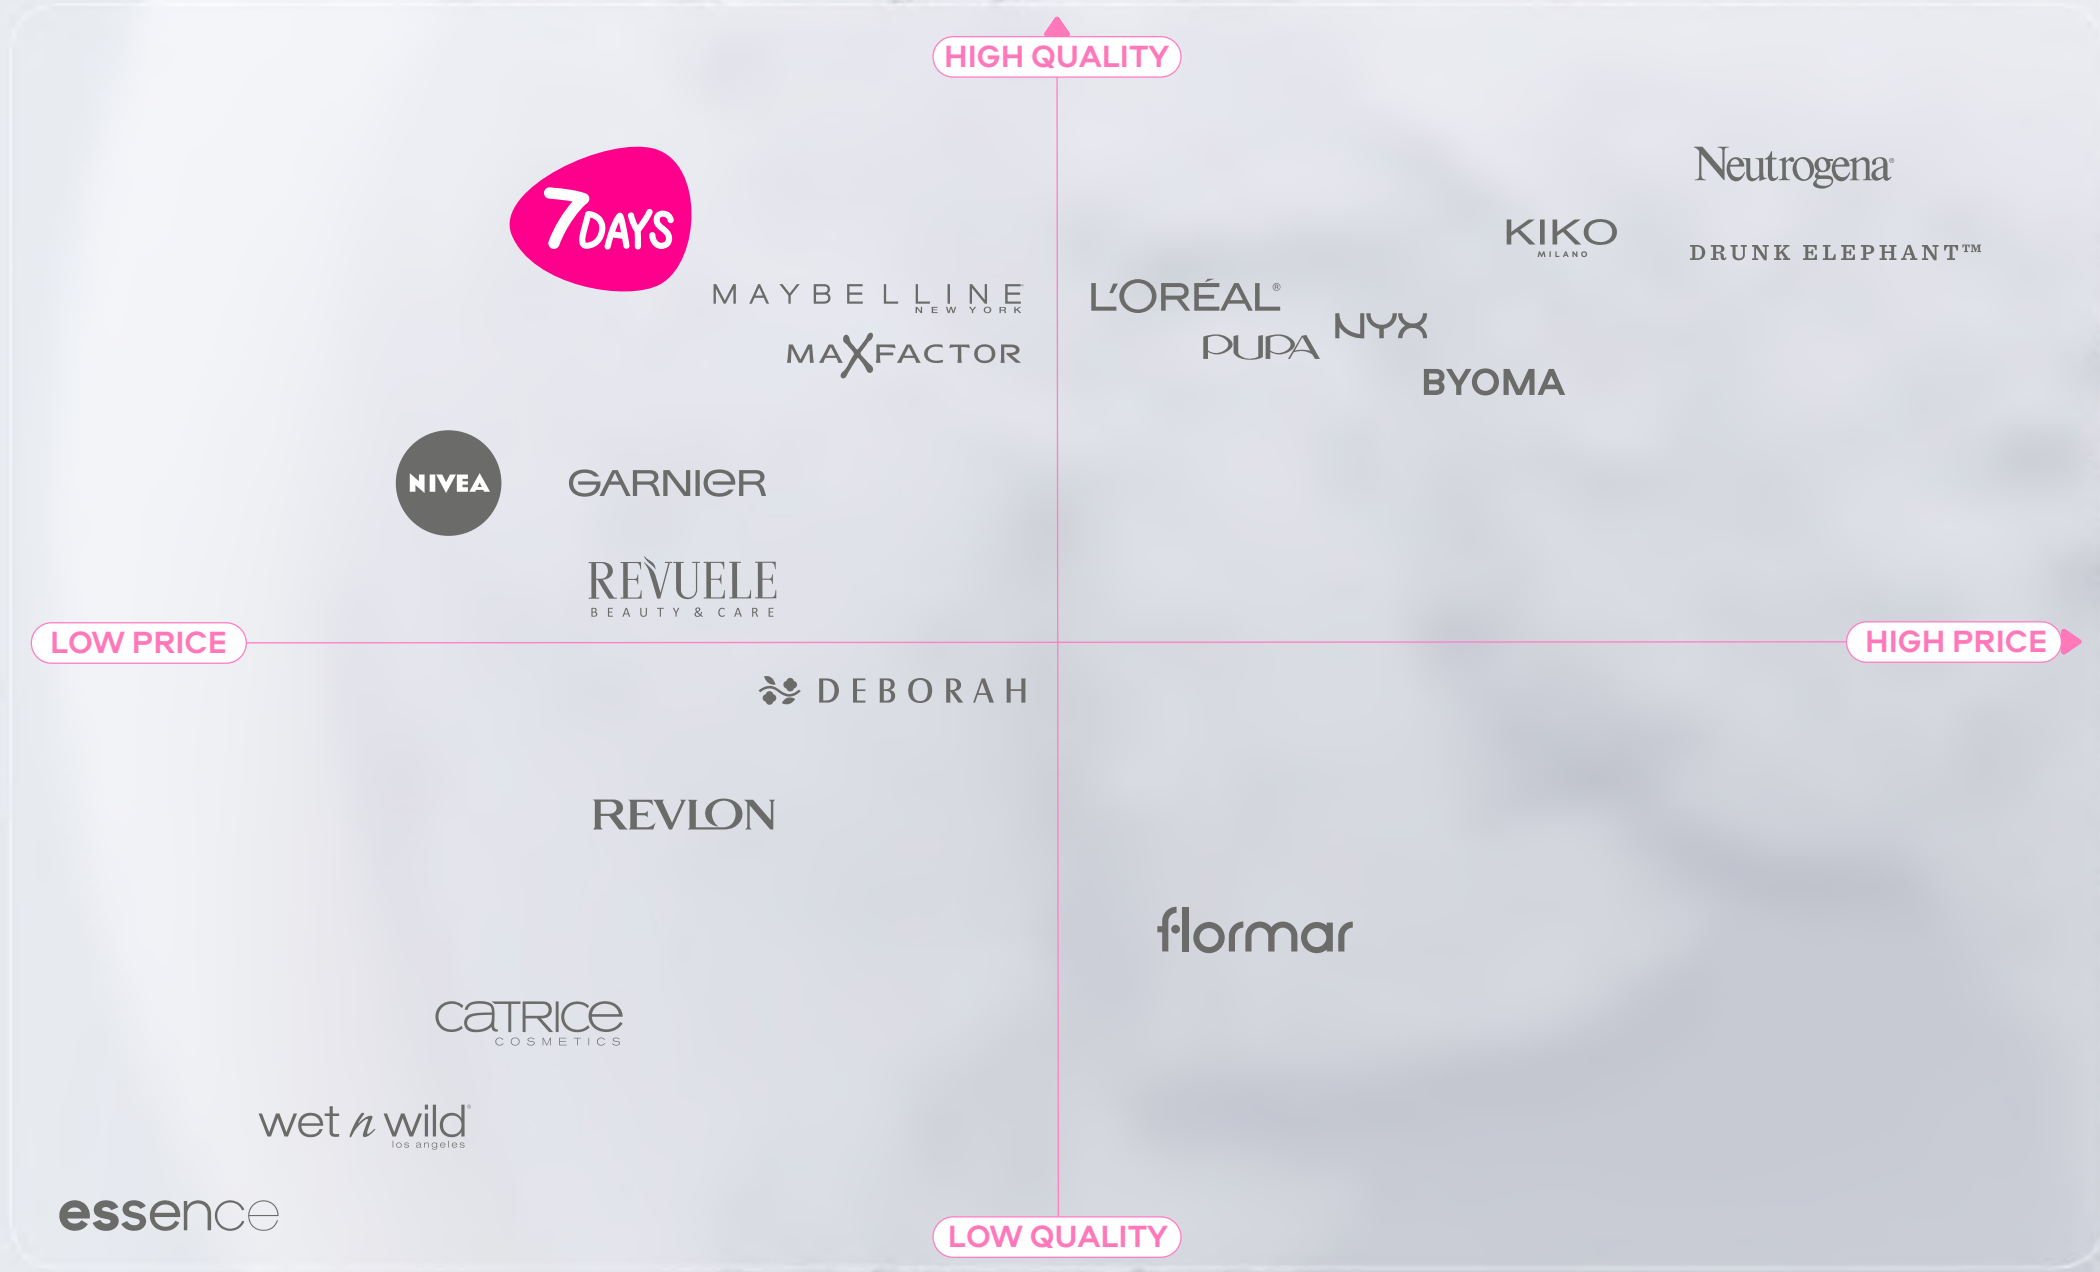 HIGH QUALITY
Neutrogena®
7DAYS
KIKO
MILANO
DRUNK ELEPHANT™
MAYBELLINE
NEW YORK
L'ORÉAL®
NYX
PUPA
MAXFACTOR
BYOMA
NIVEA
GARNIER
REVUELE
BEAUTY & CARE
LOW PRICE
HIGH PRICE
DEBORAH
REVLON
flormar
CATRICE
COSMETICS
wet n wild®
los angeles
essence
LOW QUALITY